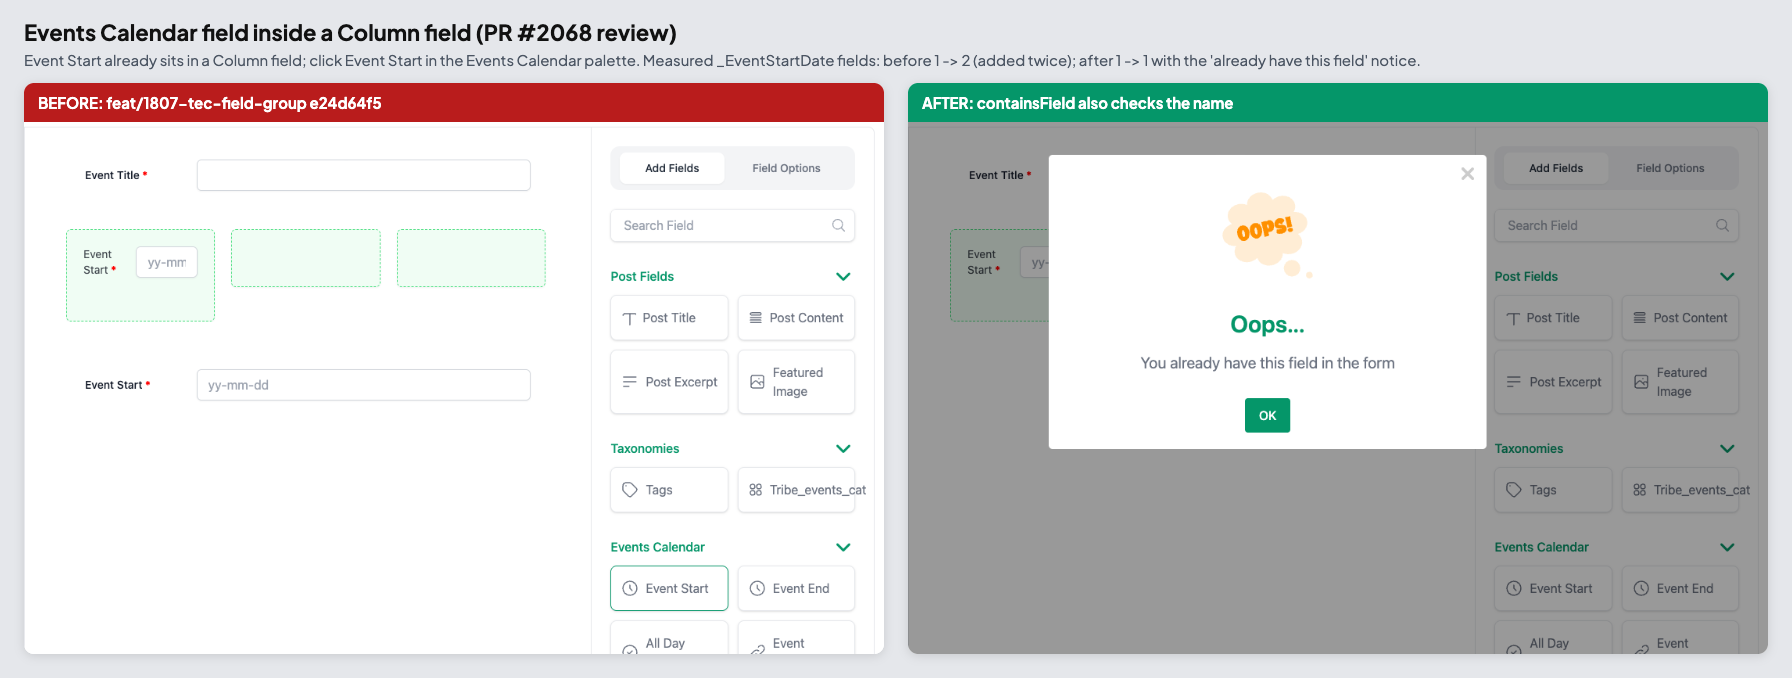 Events Calendar field inside a Column field (PR #2068 review)
Event Start already sits in a Column field; click Event Start in the Events Calendar palette. Measured _EventStartDate fields: before 1 -> 2 (added twice); after 1 -> 1 with the 'already have this field' notice.
BEFORE: feat/1807-tec-field-group e24d64f5
Event Title *
Event
Start *
yy-mm
Event Start *
yy-mm-dd
Add Fields
Field Options
Search Field
Post Fields
Post Title
Post Content
Post Excerpt
Featured
Image
Taxonomies
Tags
Tribe_events_cat
Events Calendar
Event Start
Event End
All Day
Event
AFTER: containsField also checks the name
Event Title *
Event
Start *
yy-
OOPS!
Oops...
You already have this field in the form
OK
Add Fields
Field Options
Search Field
Post Fields
Post Title
Post Content
Post Excerpt
Featured
Image
Taxonomies
Tags
Tribe_events_cat
Events Calendar
Event Start
Event End
All Day
Event